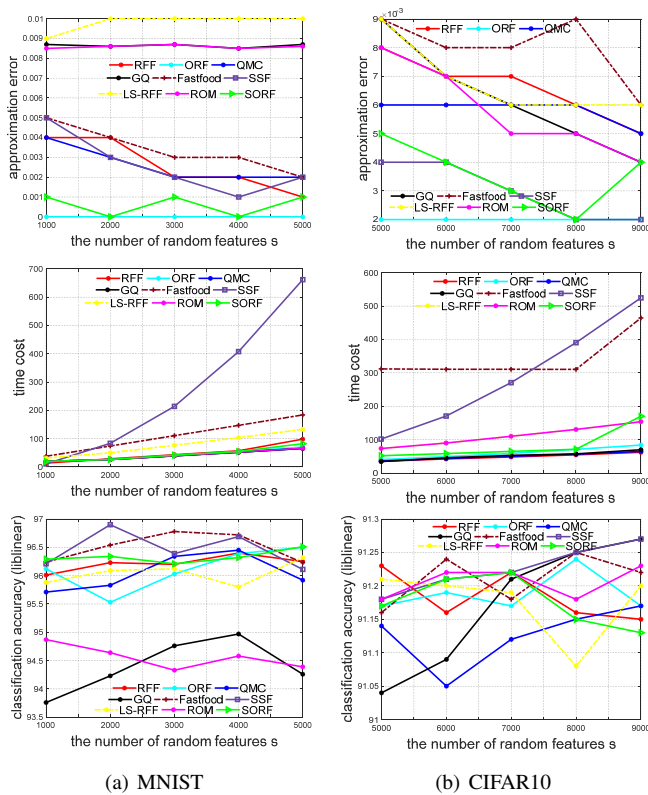 0.01
0.009
0.008
0.007
0.006
0.005
0.004
0.003
0.002
0.001
0
approximation error
RFF ORF QMC
GQ Fastfood SSF
LS-RFF ROM SORF
1000 2000 3000 4000 5000
the number of random features s
9 ×10⁻³
8
7
6
5
4
3
2
approximation error
RFF ORF QMC
GQ Fastfood SSF
LS-RFF ROM SORF
5000 6000 7000 8000 9000
the number of random features s
700
600
500
400
300
200
100
0
time cost
RFF ORF QMC
GQ Fastfood SSF
LS-RFF ROM SORF
1000 2000 3000 4000 5000
the number of random features s
600
500
400
300
200
100
0
time cost
RFF ORF QMC
GQ Fastfood SSF
LS-RFF ROM SORF
5000 6000 7000 8000 9000
the number of random features s
97
96.5
96
95.5
95
94.5
94
93.5
classification accuracy (liblinear)
RFF ORF QMC
GQ Fastfood SSF
LS-RFF ROM SORF
1000 2000 3000 4000 5000
the number of random features s
91.3
91.25
91.2
91.15
91.1
91.05
91
classification accuracy (liblinear)
RFF ORF QMC
GQ Fastfood SSF
LS-RFF ROM SORF
5000 6000 7000 8000 9000
the number of random features s
(a) MNIST
(b) CIFAR10